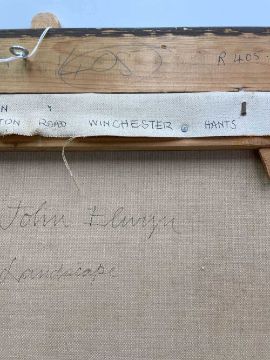 R 405
N
TON ROAD WINCHESTER HANTS
John Elwyn
Landscape